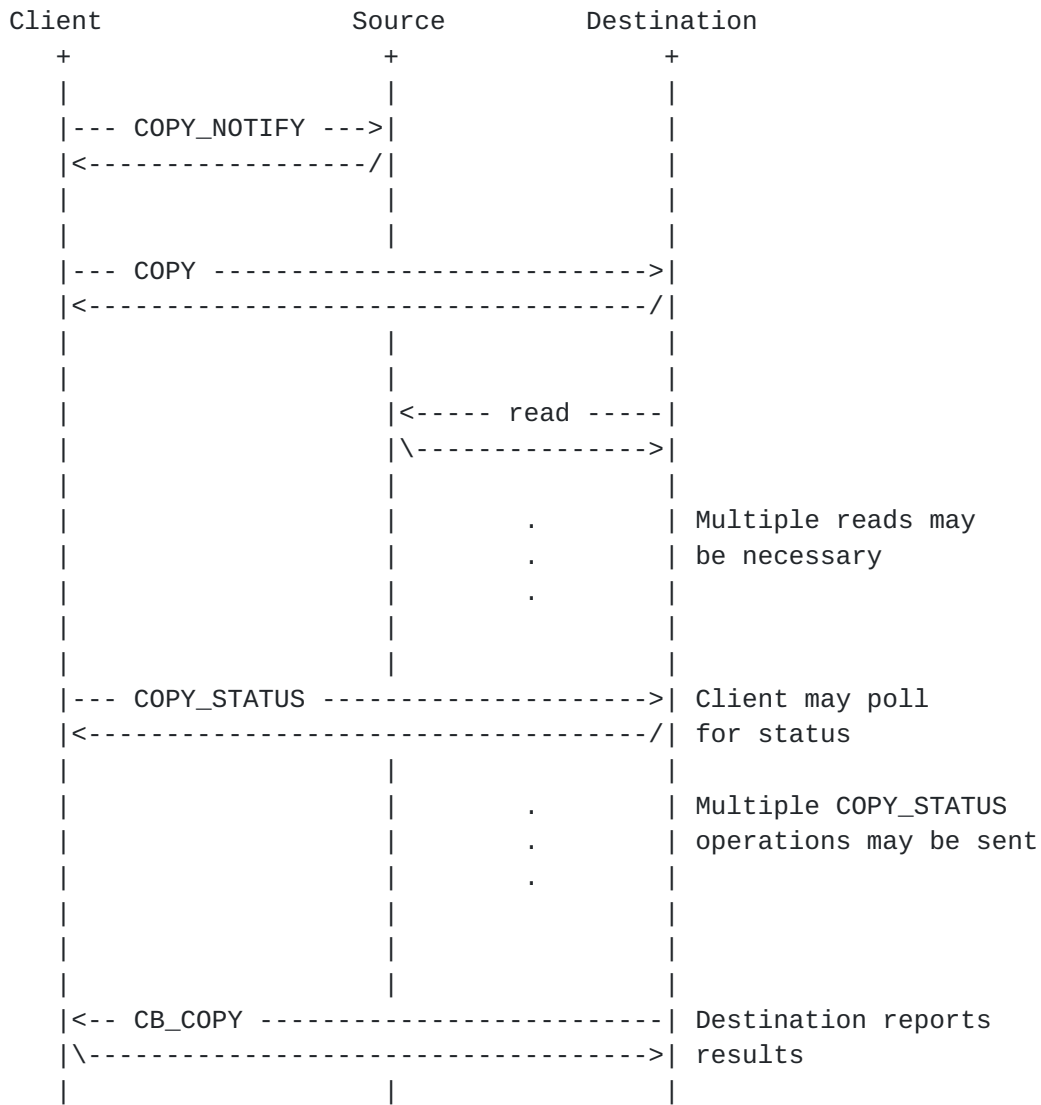 Client                Source         Destination
   +                    +                 +
   |                    |                 |
   |--- COPY_NOTIFY --->|                 |
   |<------------------/|                 |
   |                    |                 |
   |                    |                 |
   |--- COPY ---------------------------->|
   |<------------------------------------/|
   |                    |                 |
   |                    |                 |
   |                    |<----- read -----|
   |                    |\--------------->|
   |                    |                 |
   |                    |        .        | Multiple reads may
   |                    |        .        | be necessary
   |                    |        .        |
   |                    |                 |
   |                    |                 |
   |--- COPY_STATUS --------------------->| Client may poll
   |<------------------------------------/| for status
   |                    |                 |
   |                    |        .        | Multiple COPY_STATUS
   |                    |        .        | operations may be sent
   |                    |        .        |
   |                    |                 |
   |                    |                 |
   |                    |                 |
   |<-- CB_COPY --------------------------| Destination reports
   |\------------------------------------>| results
   |                    |                 |